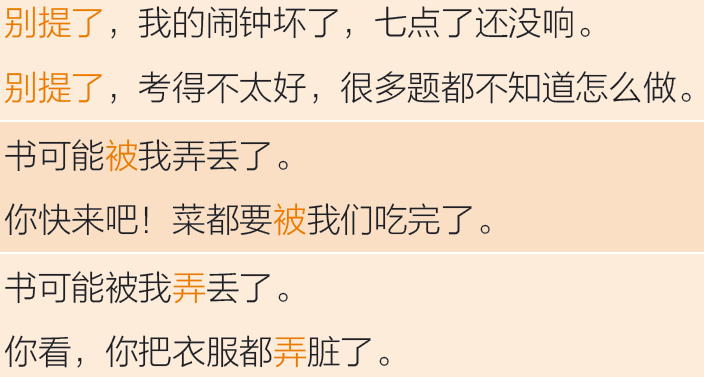 别提了，我的闹钟坏了，七点了还没响。
别提了，考得不太好，很多题都不知道怎么做。
书可能被我弄丢了。
你快来吧！菜都要被我们吃完了。
书可能被我弄丢了。
你看，你把衣服都弄脏了。